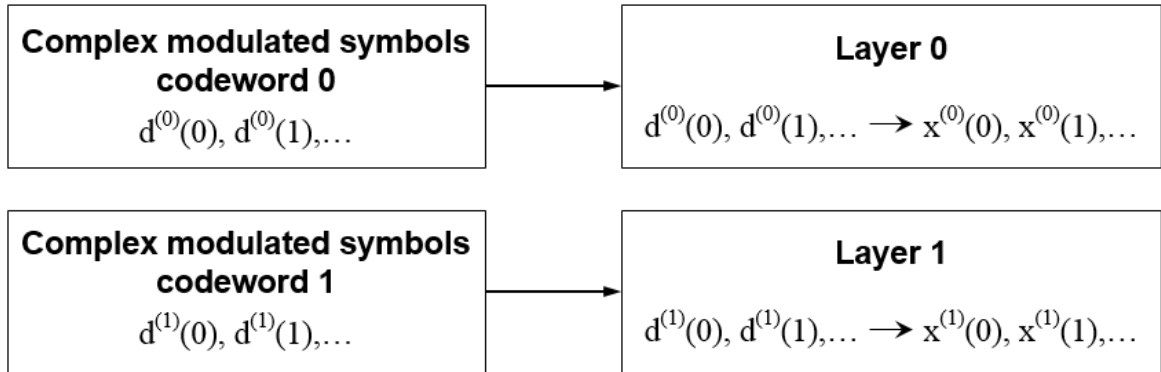 Complex modulated symbols
codeword 0
d⁽⁰⁾(0), d⁽⁰⁾(1),…
Layer 0
d⁽⁰⁾(0), d⁽⁰⁾(1),… → x⁽⁰⁾(0), x⁽⁰⁾(1),…
Complex modulated symbols
codeword 1
d⁽¹⁾(0), d⁽¹⁾(1),…
Layer 1
d⁽¹⁾(0), d⁽¹⁾(1),… → x⁽¹⁾(0), x⁽¹⁾(1),…